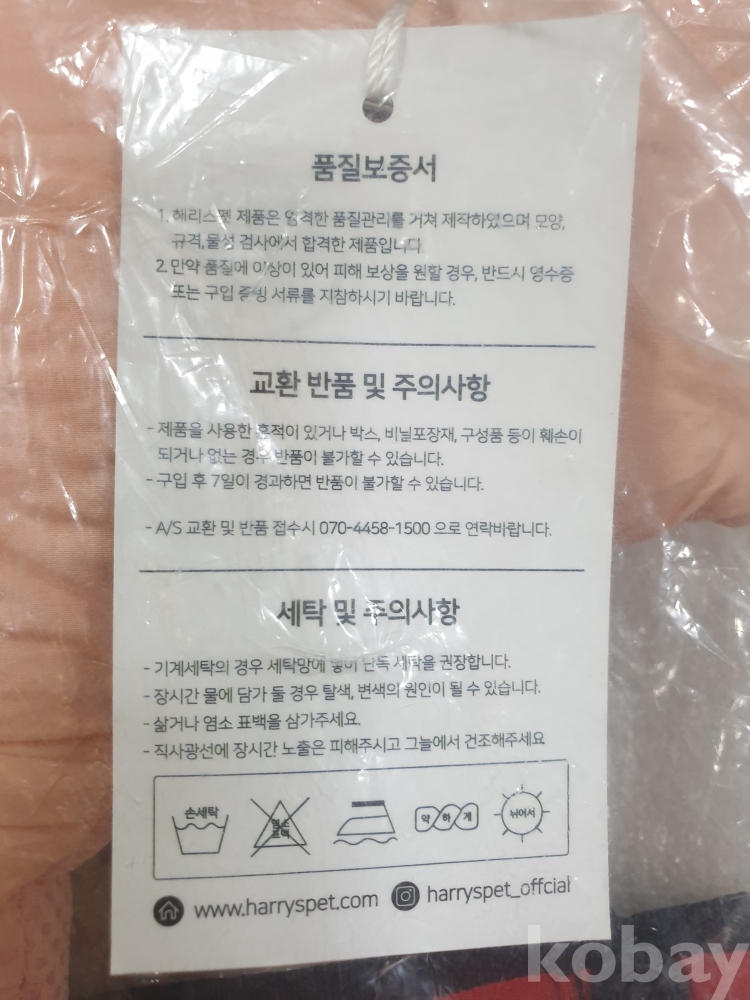 품질보증서
1. 해리스펫 제품은 엄격한 품질관리를 거쳐 제작하였으며 모양,
규격,물성 검사에서 합격한 제품입니다
2. 만약 품질에 이상이 있어 피해 보상을 원할 경우, 반드시 영수증
또는 구입 증빙 서류를 지참하시기 바랍니다.
교환 반품 및 주의사항
- 제품을 사용한 흔적이 있거나 박스, 비닐포장재, 구성품 등이 훼손이
되거나 없는 경우 반품이 불가할 수 있습니다.
- 구입 후 7일이 경과하면 반품이 불가할 수 있습니다.
- A/S 교환 및 반품 접수시 070-4458-1500 으로 연락바랍니다.
세탁 및 주의사항
- 기계세탁의 경우 세탁망에 넣어 단독 세탁을 권장합니다.
- 장시간 물에 담가 둘 경우 탈색, 변색의 원인이 될 수 있습니다.
- 삶거나 염소 표백을 삼가주세요.
- 직사광선에 장시간 노출은 피해주시고 그늘에서 건조해주세요
손세탁 염소 표백 약하게 뉘어서
www.harryspet.com harryspet_offcial
kobay